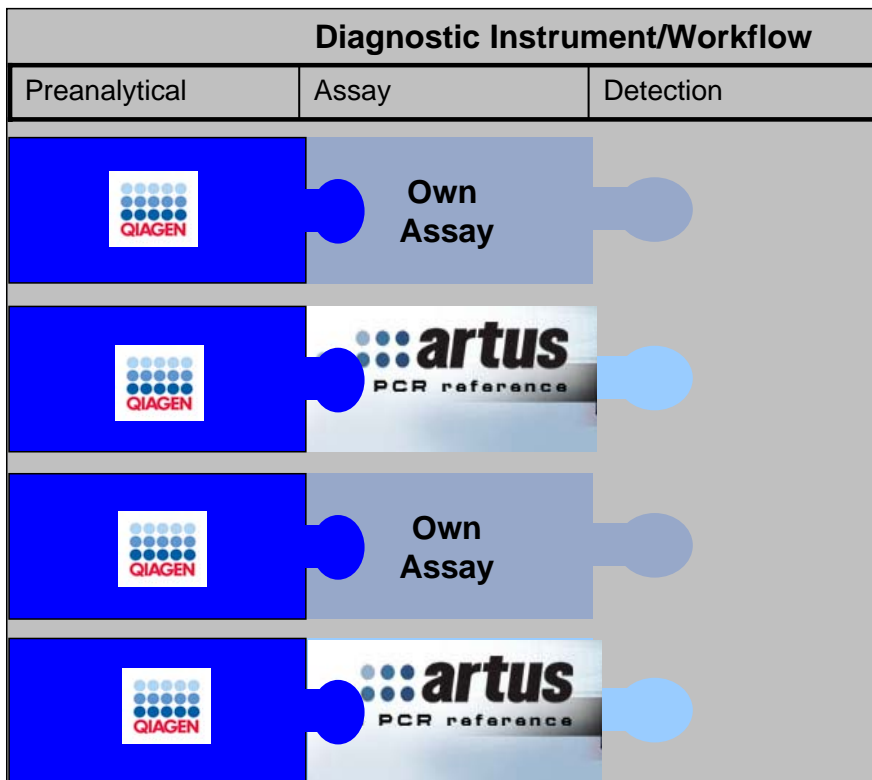 Diagnostic Instrument/Workflow
Preanalytical Assay Detection
QIAGEN
Own
Assay
QIAGEN
artus
PCR reference
QIAGEN
Own
Assay
QIAGEN
artus
PCR reference